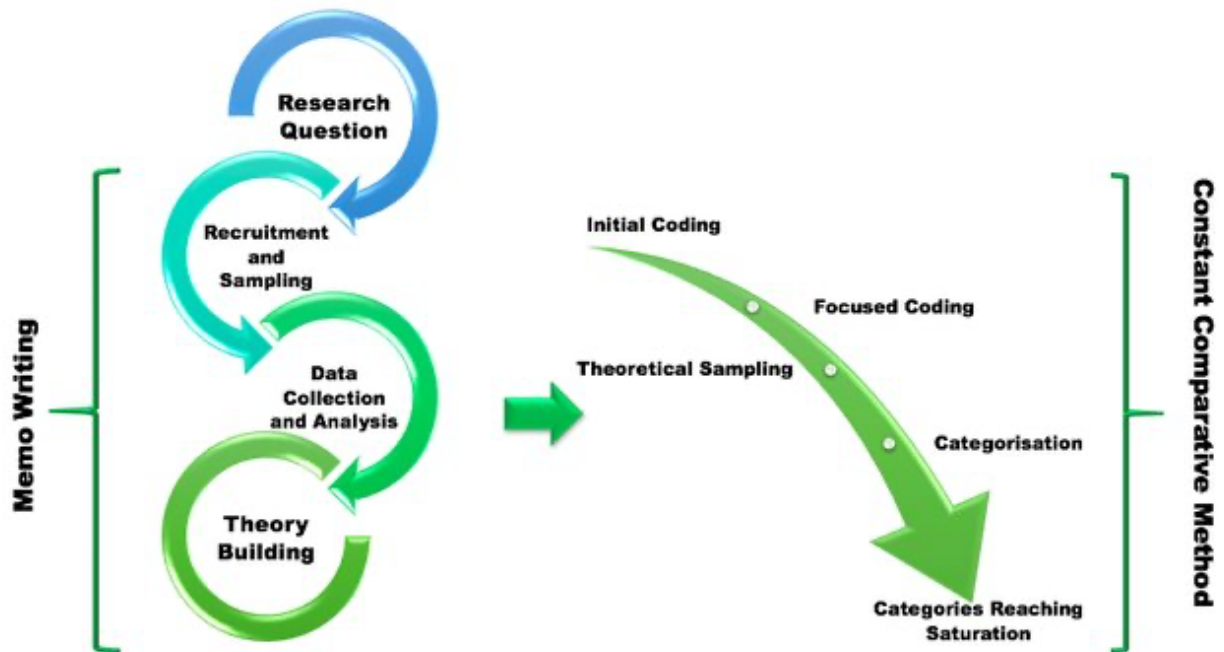 Memo Writing
Research
Question
Recruitment
and
Sampling
Data
Collection
and Analysis
Theory
Building
Initial Coding
Focused Coding
Theoretical Sampling
Categorisation
Categories Reaching
Saturation
Constant Comparative Method